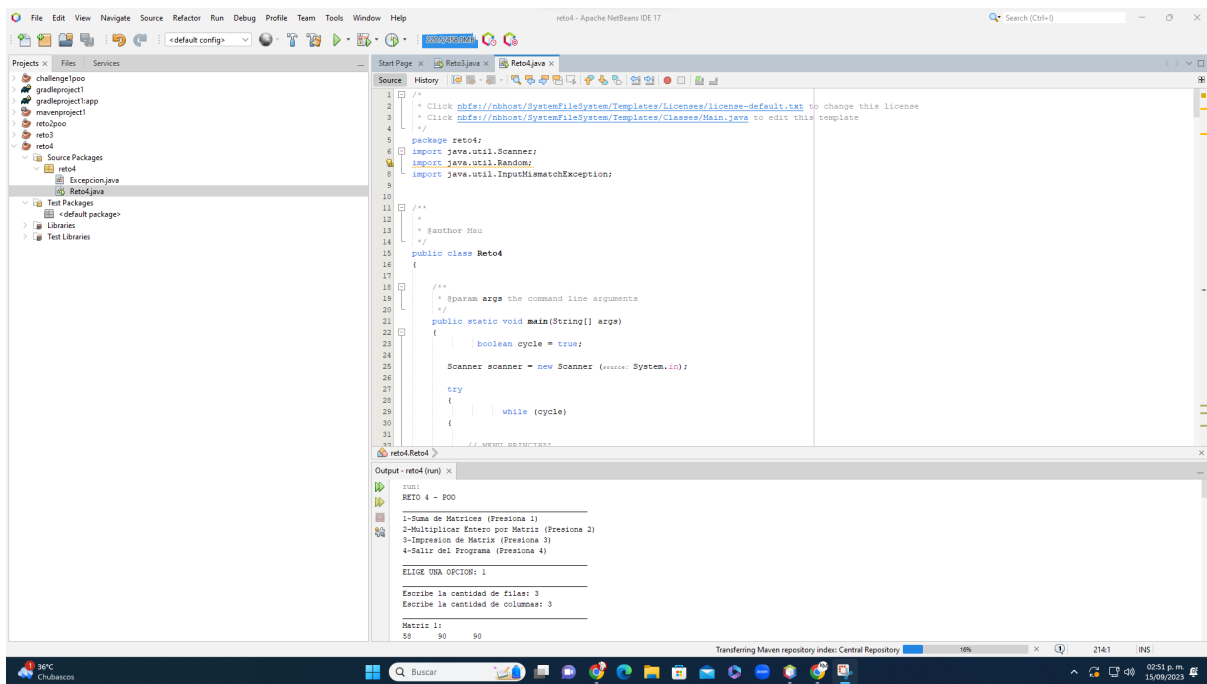 File Edit View Navigate Source Refactor Run Debug Profile Team Tools Window Help
reto4 - Apache NetBeans IDE 17
Search (Ctrl+I)
<default config>
Projects
Files
Services
challenge1poo
gradleproject1
gradleproject1:app
mavenproject1
reto2poo
reto3
reto4
Source Packages
reto4
Excepcion.java
Reto4.java
Test Packages
<default package>
Libraries
Test Libraries
Start Page
Reto3.java
Reto4.java
Source
History
1 /*
2 * Click nbfs://nbhost/SystemFileSystem/Templates/Licenses/license-default.txt to change this license
3 * Click nbfs://nbhost/SystemFileSystem/Templates/Classes/Main.java to edit this template
4 */
5 package reto4;
6 import java.util.Scanner;
import java.util.Random;
8 import java.util.InputMismatchException;
9
10
11 /**
12 *
13 * @author Mau
14 */
15 public class Reto4
16 {
17
18 /**
19 * @param args the command line arguments
20 */
21 public static void main(String[] args)
22 {
23 boolean cycle = true;
24
25 Scanner scanner = new Scanner (source: System.in);
26
27 try
28 {
29 while (cycle)
30 {
31
32 // MENU PRINCIPAL
reto4.Reto4
Output - reto4 (run)
run:
RETO 4 - POO
1-Suma de Matrices (Presiona 1)
2-Multiplicar Entero por Matriz (Presiona 2)
3-Impresion de Matrix (Presiona 3)
4-Salir del Programa (Presiona 4)
ELIGE UNA OPCION: 1
Escribe la cantidad de filas: 3
Escribe la cantidad de columnas: 3
Matriz 1:
58 90 90
Transferring Maven repository index: Central Repository
16%
214:1
INS
36°C
Chubascos
Buscar
02:51 p. m.
15/09/2023